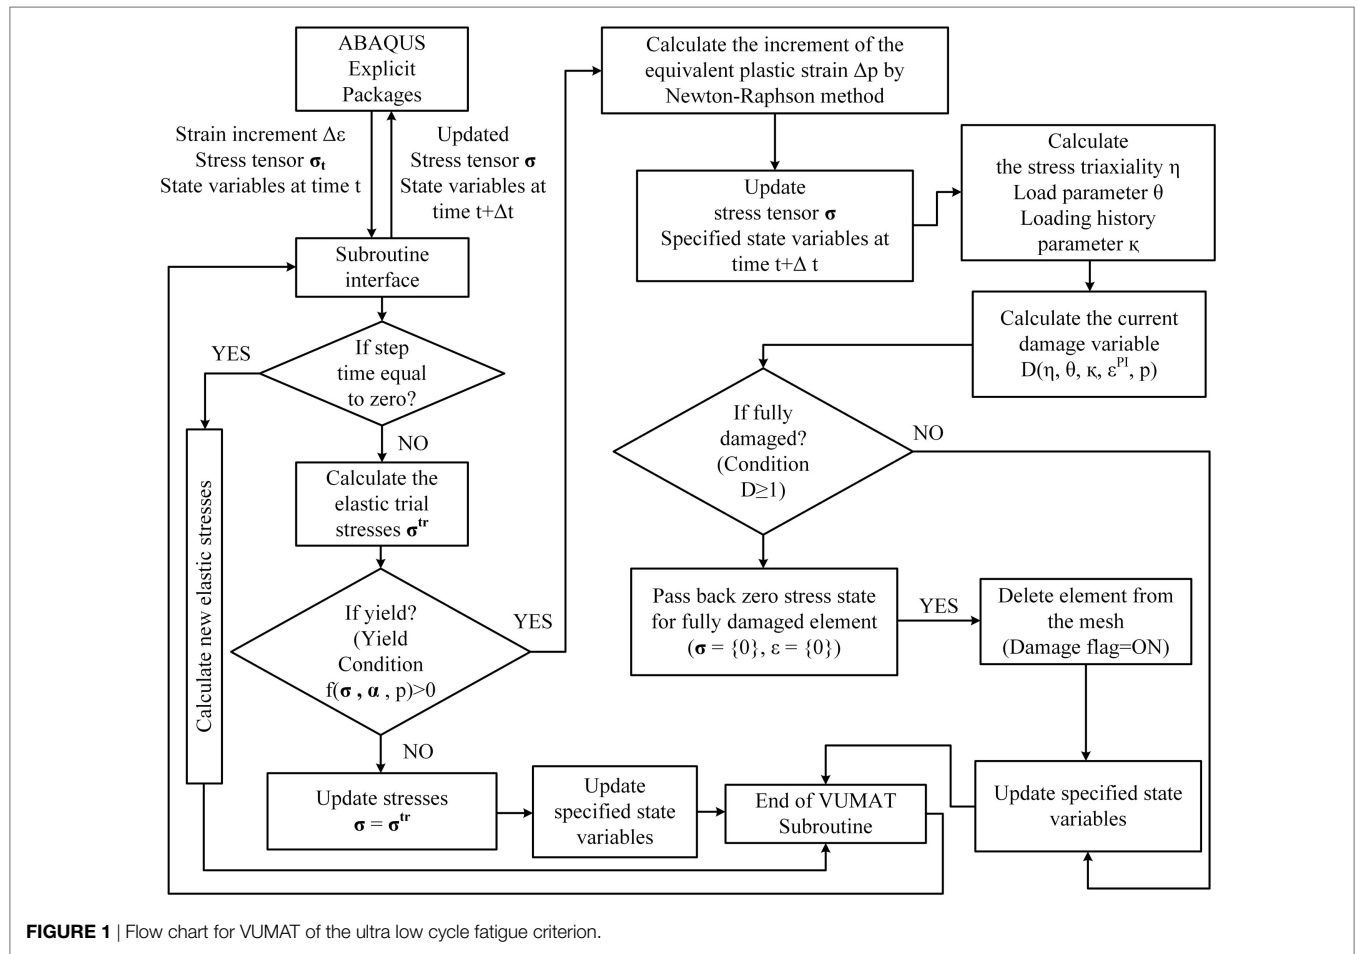 ABAQUS
Explicit
Packages
Strain increment Δε
Stress tensor σt
State variables at time t
Updated
Stress tensor σ
State variables at
time t+Δt
Subroutine
interface
YES
If step
time equal
to zero?
NO
Calculate new elastic stresses
Calculate the
elastic trial
stresses σ^tr
If yield?
(Yield
Condition
f(σ , α , p)>0
YES
NO
Update stresses
σ = σ^tr
Update
specified state
variables
End of VUMAT
Subroutine
Calculate the increment of the
equivalent plastic strain Δp by
Newton-Raphson method
Update
stress tensor σ
Specified state variables at
time t+Δ t
Calculate
the stress triaxiality η
Load parameter θ
Loading history
parameter κ
Calculate the current
damage variable
D(η, θ, κ, ε^PI, p)
If fully
damaged?
(Condition
D≥1)
NO
Pass back zero stress state
for fully damaged element
(σ = {0}, ε = {0})
YES
Delete element from
the mesh
(Damage flag=ON)
Update specified state
variables
FIGURE 1 | Flow chart for VUMAT of the ultra low cycle fatigue criterion.